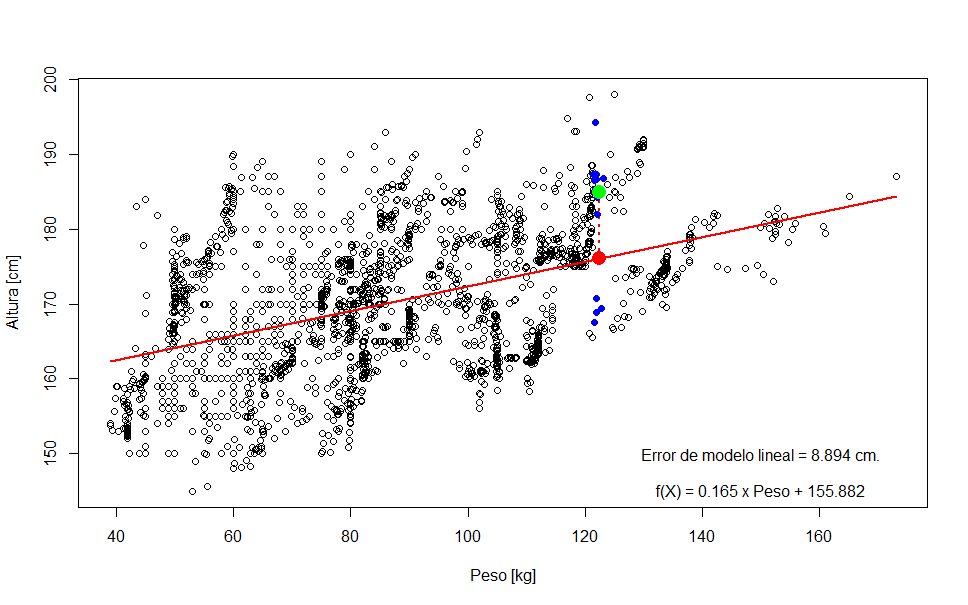 200
190
180
170
160
150
Altura [cm]
Error de modelo lineal = 8.894 cm.
f(X) = 0.165 x Peso + 155.882
40 60 80 100 120 140 160
Peso [kg]